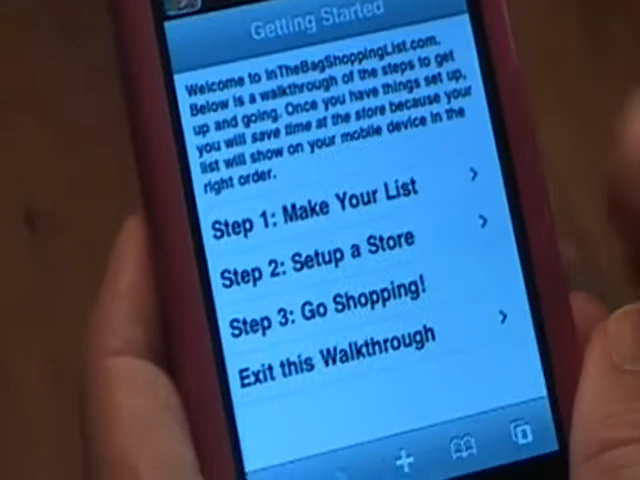 Getting Started
Welcome to InTheBagShoppingList.com.
Below is a walkthrough of the steps to get
up and going. Once you have things set up,
you will save time at the store because your
list will show on your mobile device in the
right order.
Step 1: Make Your List
Step 2: Setup a Store
Step 3: Go Shopping!
Exit this Walkthrough